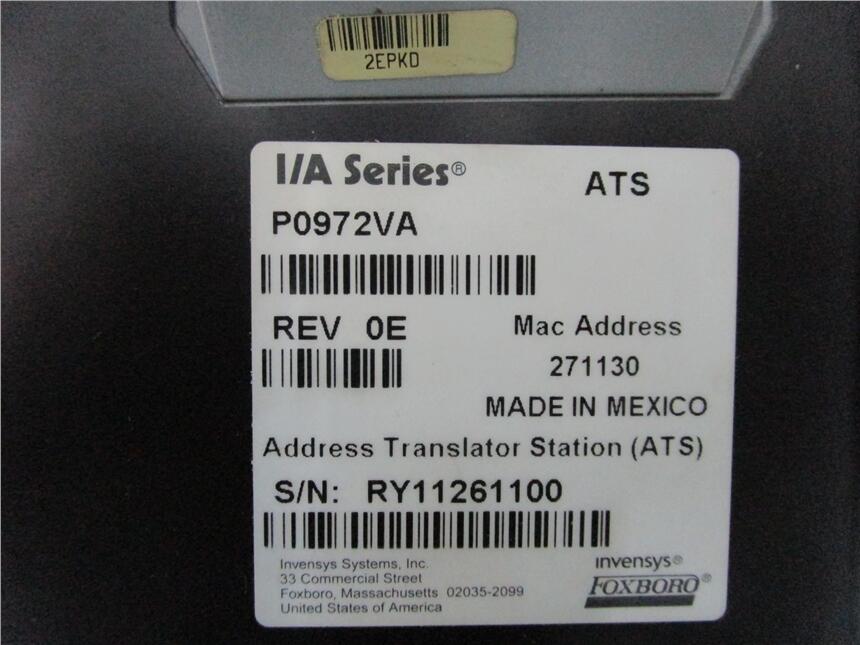 2EPKD
I/A Series® ATS
P0972VA
REV 0E Mac Address
271130
MADE IN MEXICO
Address Translator Station (ATS)
S/N: RY11261100
Invensys Systems, Inc.
33 Commercial Street
Foxboro, Massachusetts 02035-2099
United States of America
invensys®
FOXBORO®